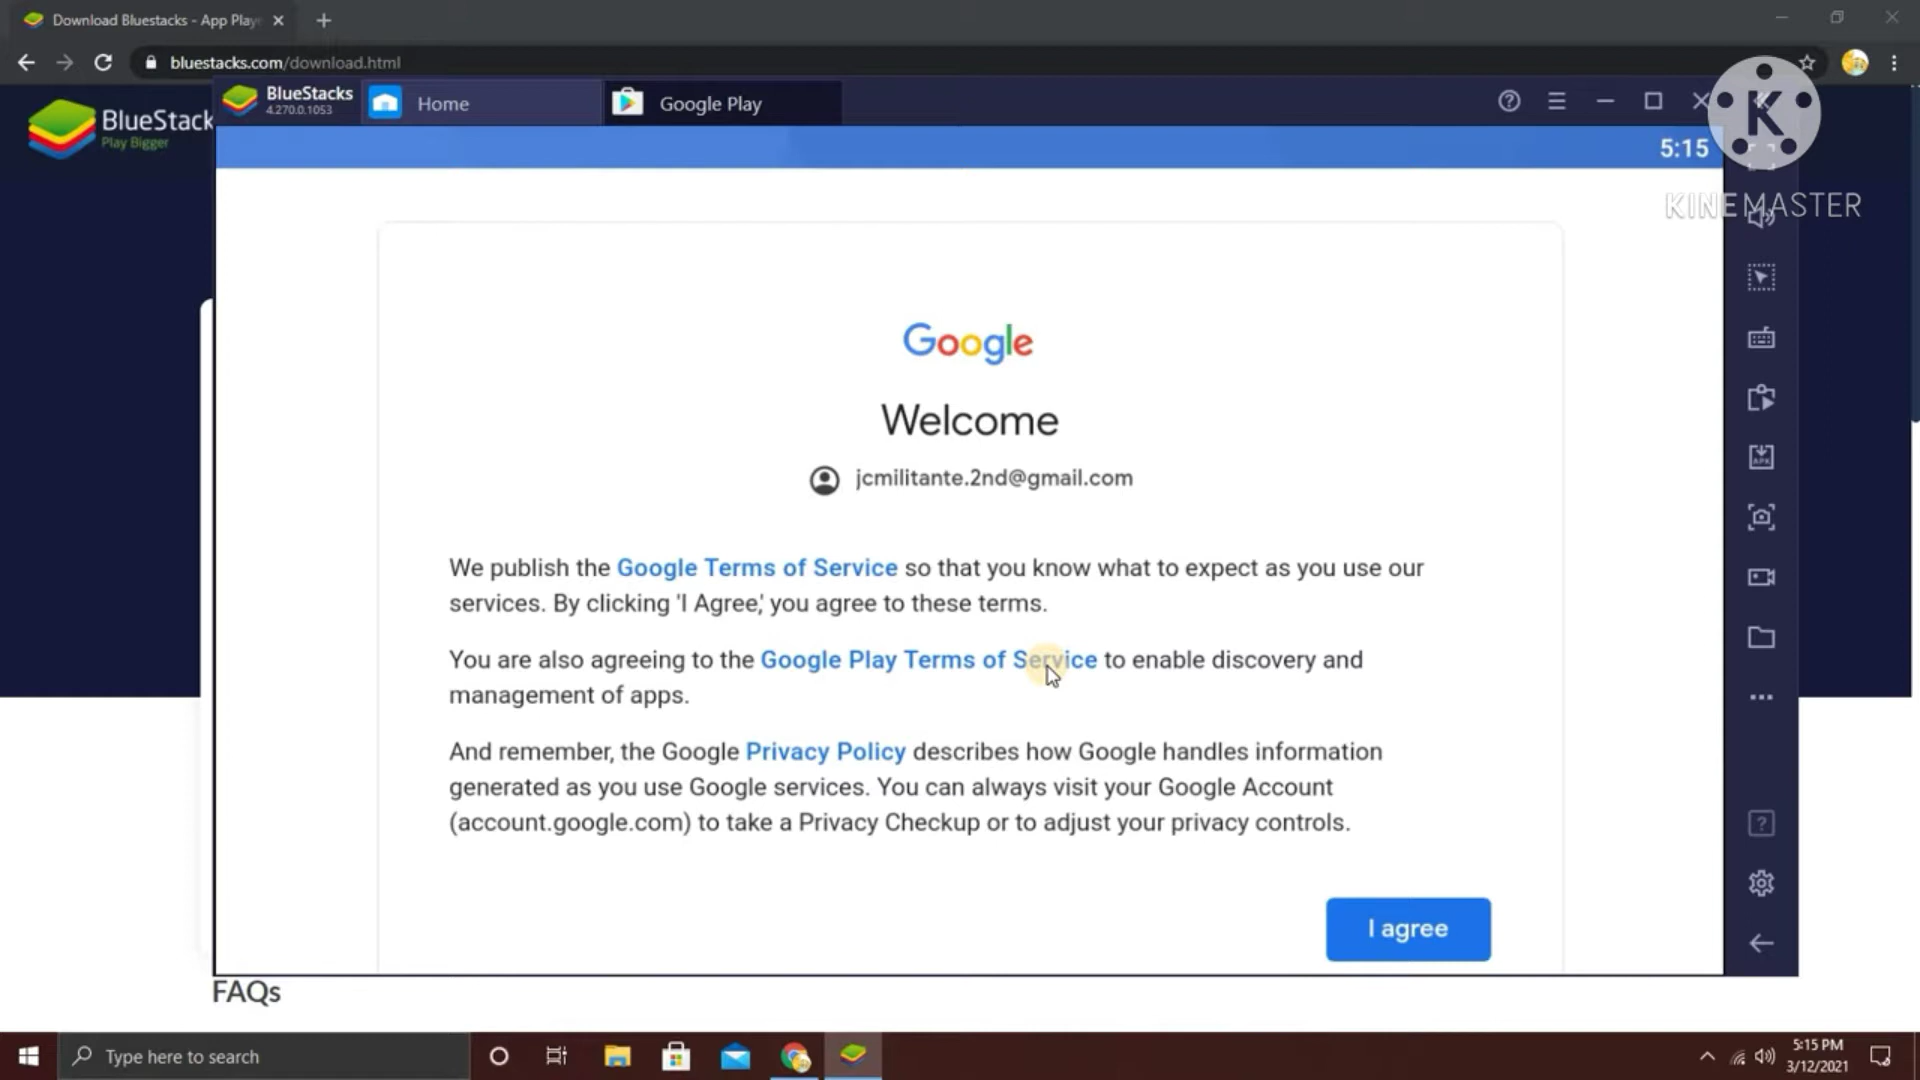 Download Bluestacks - App Play
bluestacks.com/download.html
BlueStack
Play Bigger
BlueStacks
4.270.0.1053
Home
Google Play
5:15
K
KINEMASTER
Google
Welcome
jcmilitante.2nd@gmail.com
We publish the Google Terms of Service so that you know what to expect as you use our
services. By clicking 'I Agree,' you agree to these terms.
You are also agreeing to the Google Play Terms of Service to enable discovery and
management of apps.
And remember, the Google Privacy Policy describes how Google handles information
generated as you use Google services. You can always visit your Google Account
(account.google.com) to take a Privacy Checkup or to adjust your privacy controls.
I agree
FAQs
Type here to search
5:15 PM
3/12/2021